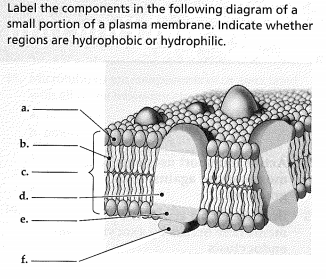 Label the components in the following diagram of a
small portion of a plasma membrane. Indicate whether
regions are hydrophobic or hydrophilic.
a.
b.
c.
d.
e.
f.